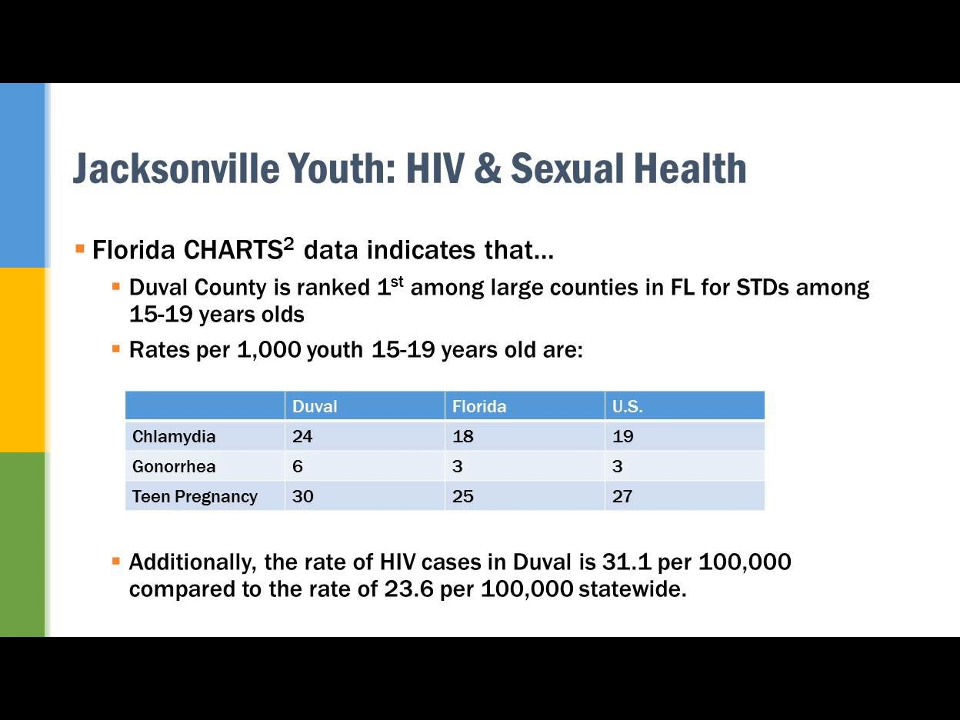 Jacksonville Youth: HIV & Sexual Health
Florida CHARTS2 data indicates that…
Duval County is ranked 1st among large counties in FL for STDs among
15-19 years olds
Rates per 1,000 youth 15-19 years old are:
Duval Florida U.S.
Chlamydia 24 18 19
Gonorrhea 6 3 3
Teen Pregnancy 30 25 27
Additionally, the rate of HIV cases in Duval is 31.1 per 100,000
compared to the rate of 23.6 per 100,000 statewide.